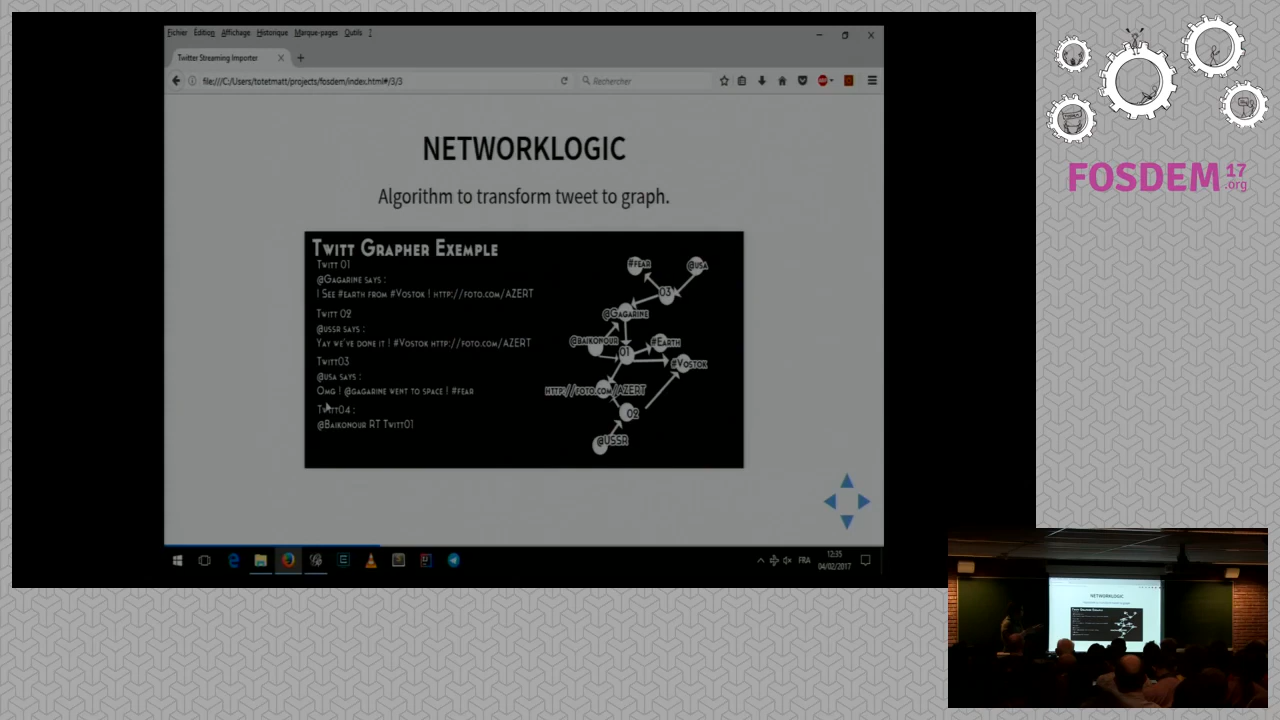 Fichier Édition Affichage Historique Marque-pages Outils ?
Twitter Streaming Importer
file:///C:/Users/totetmatt/projects/fosdem/index.html#/3/3
Rechercher
NETWORKLOGIC
Algorithm to transform tweet to graph.
TWITT GRAPHER EXEMPLE
TWITT 01
@GAGARINE SAYS :
I SEE #EARTH FROM #VOSTOK ! HTTP://FOTO.COM/AZERT
TWITT 02
@USSR SAYS :
YAY WE'VE DONE IT ! #VOSTOK HTTP://FOTO.COM/AZERT
TWITT03
@USA SAYS :
OMG ! @GAGARINE WENT TO SPACE ! #FEAR
TWITT04 :
@BAIKONOUR RT TWITT01
#FEAR
@USA
03
@GAGARINE
@BAIKONOUR
#EARTH
01
#VOSTOK
HTTP://FOTO.COM/AZERT
02
@USSR
FRA
12:35
04/02/2017
FOSDEM 17
.org
NETWORKLOGIC